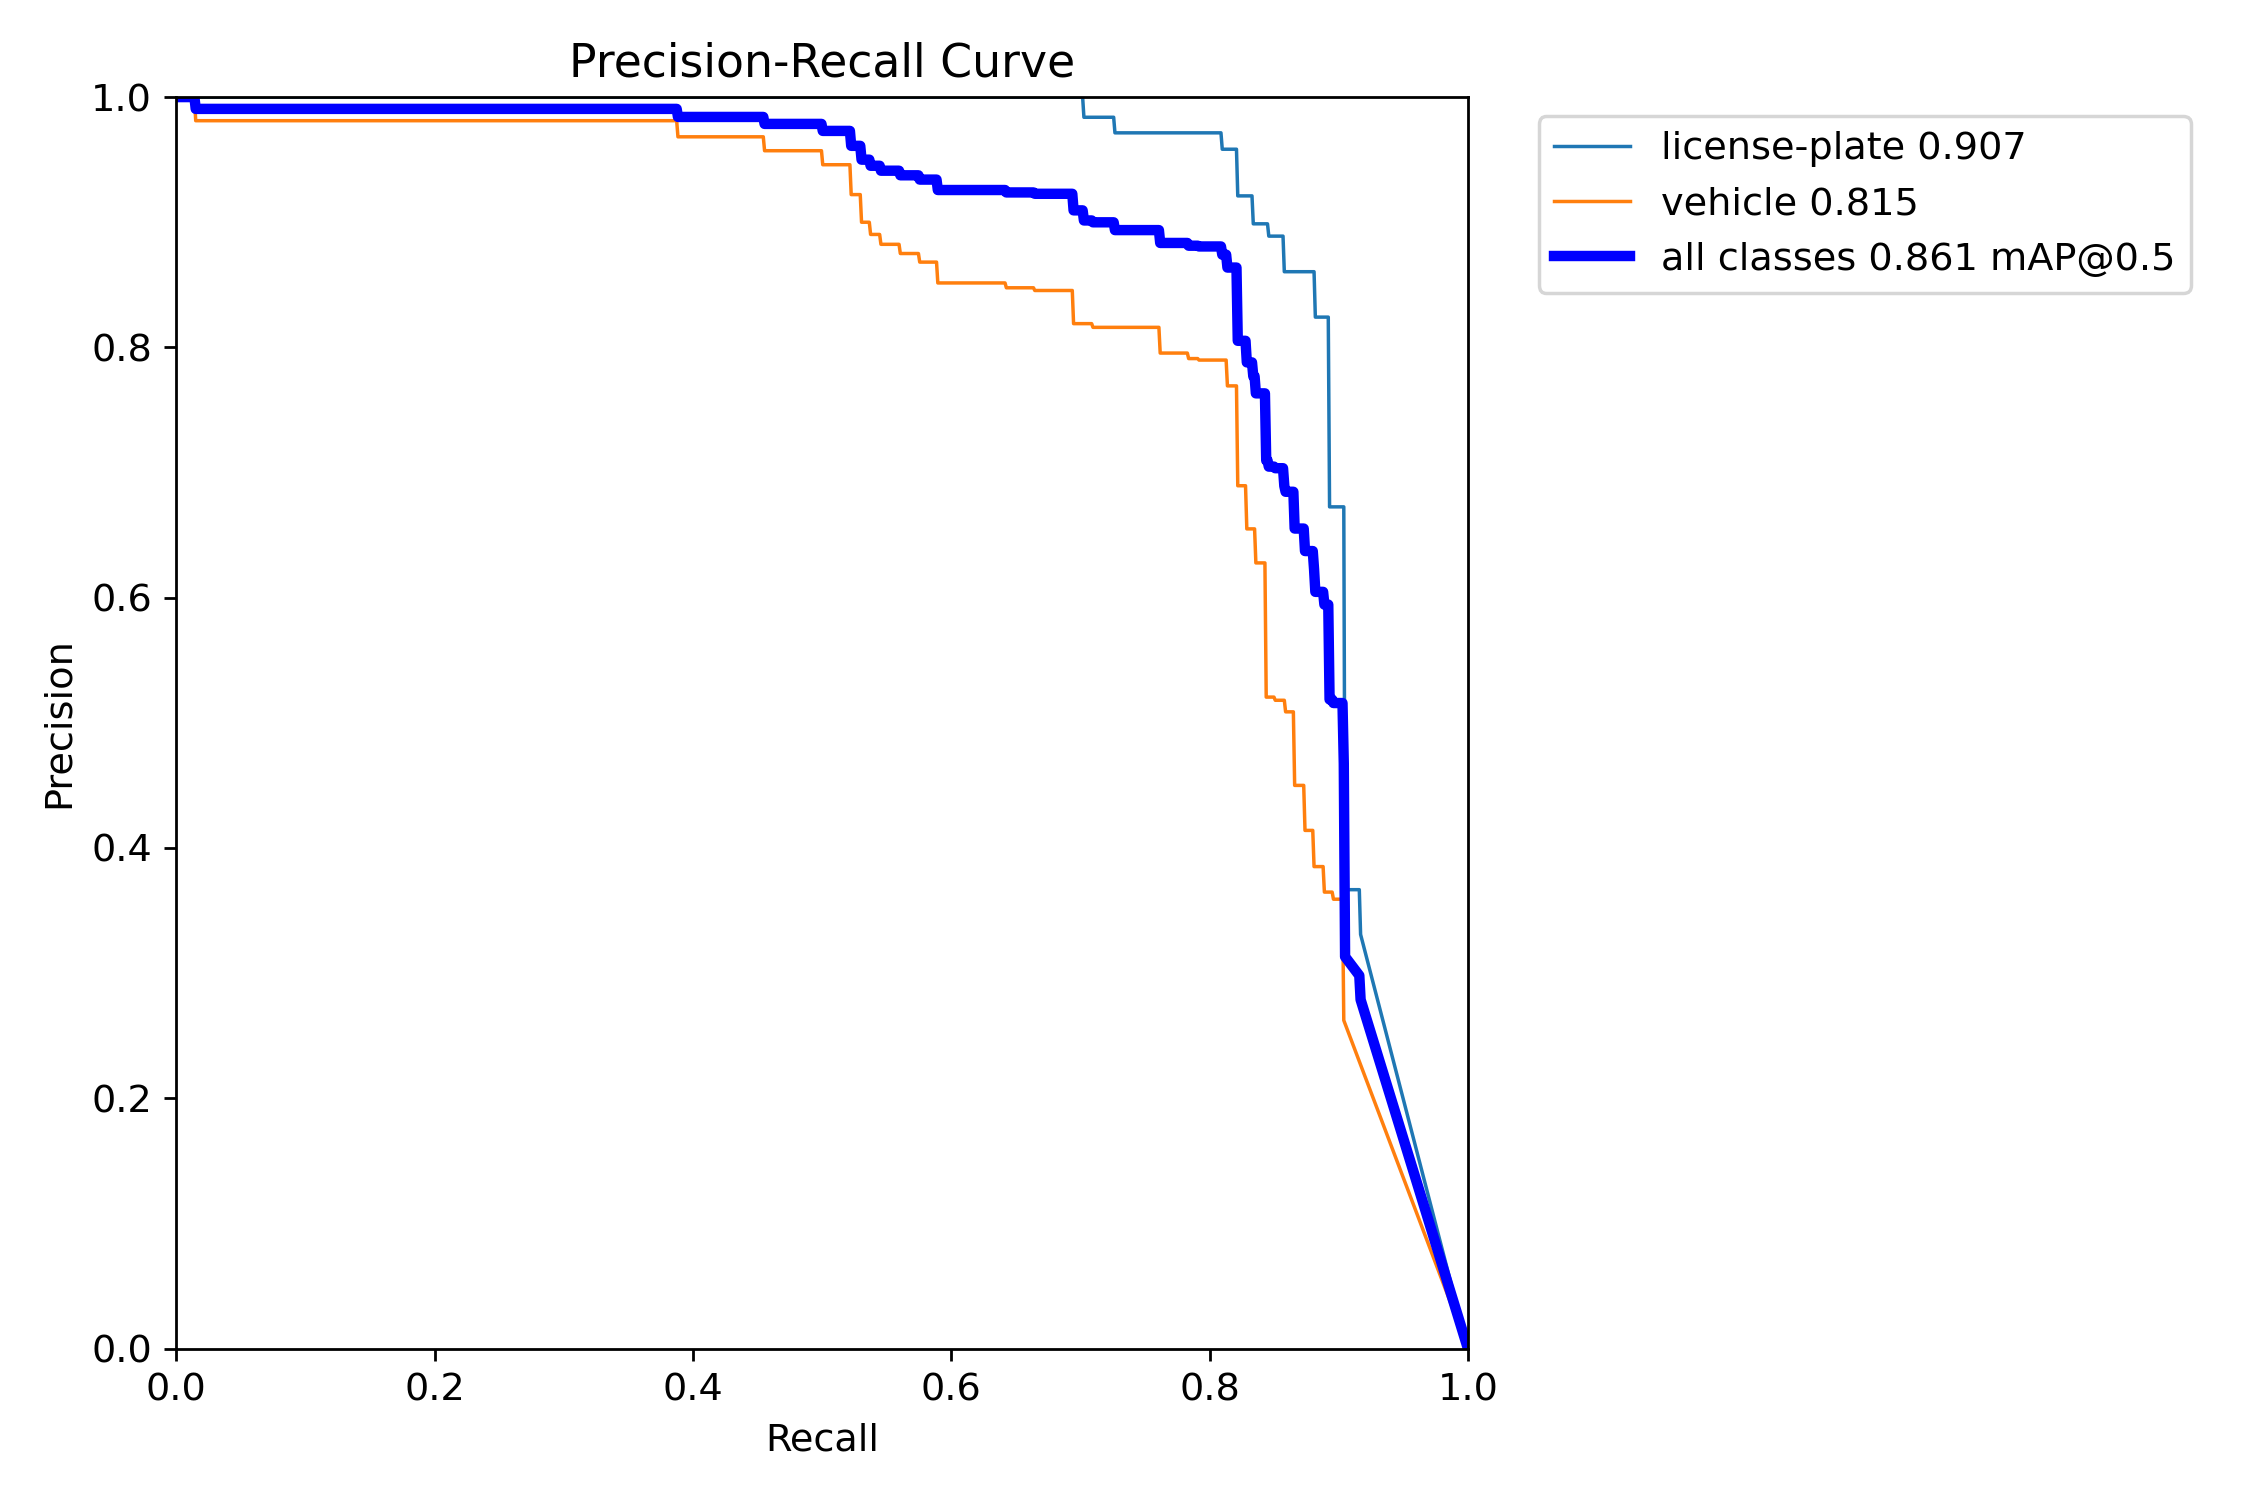 Precision-Recall Curve
1.0
0.8
0.6
0.4
0.2
0.0
Precision
0.0 0.2 0.4 0.6 0.8 1.0
Recall
license-plate 0.907
vehicle 0.815
all classes 0.861 mAP@0.5